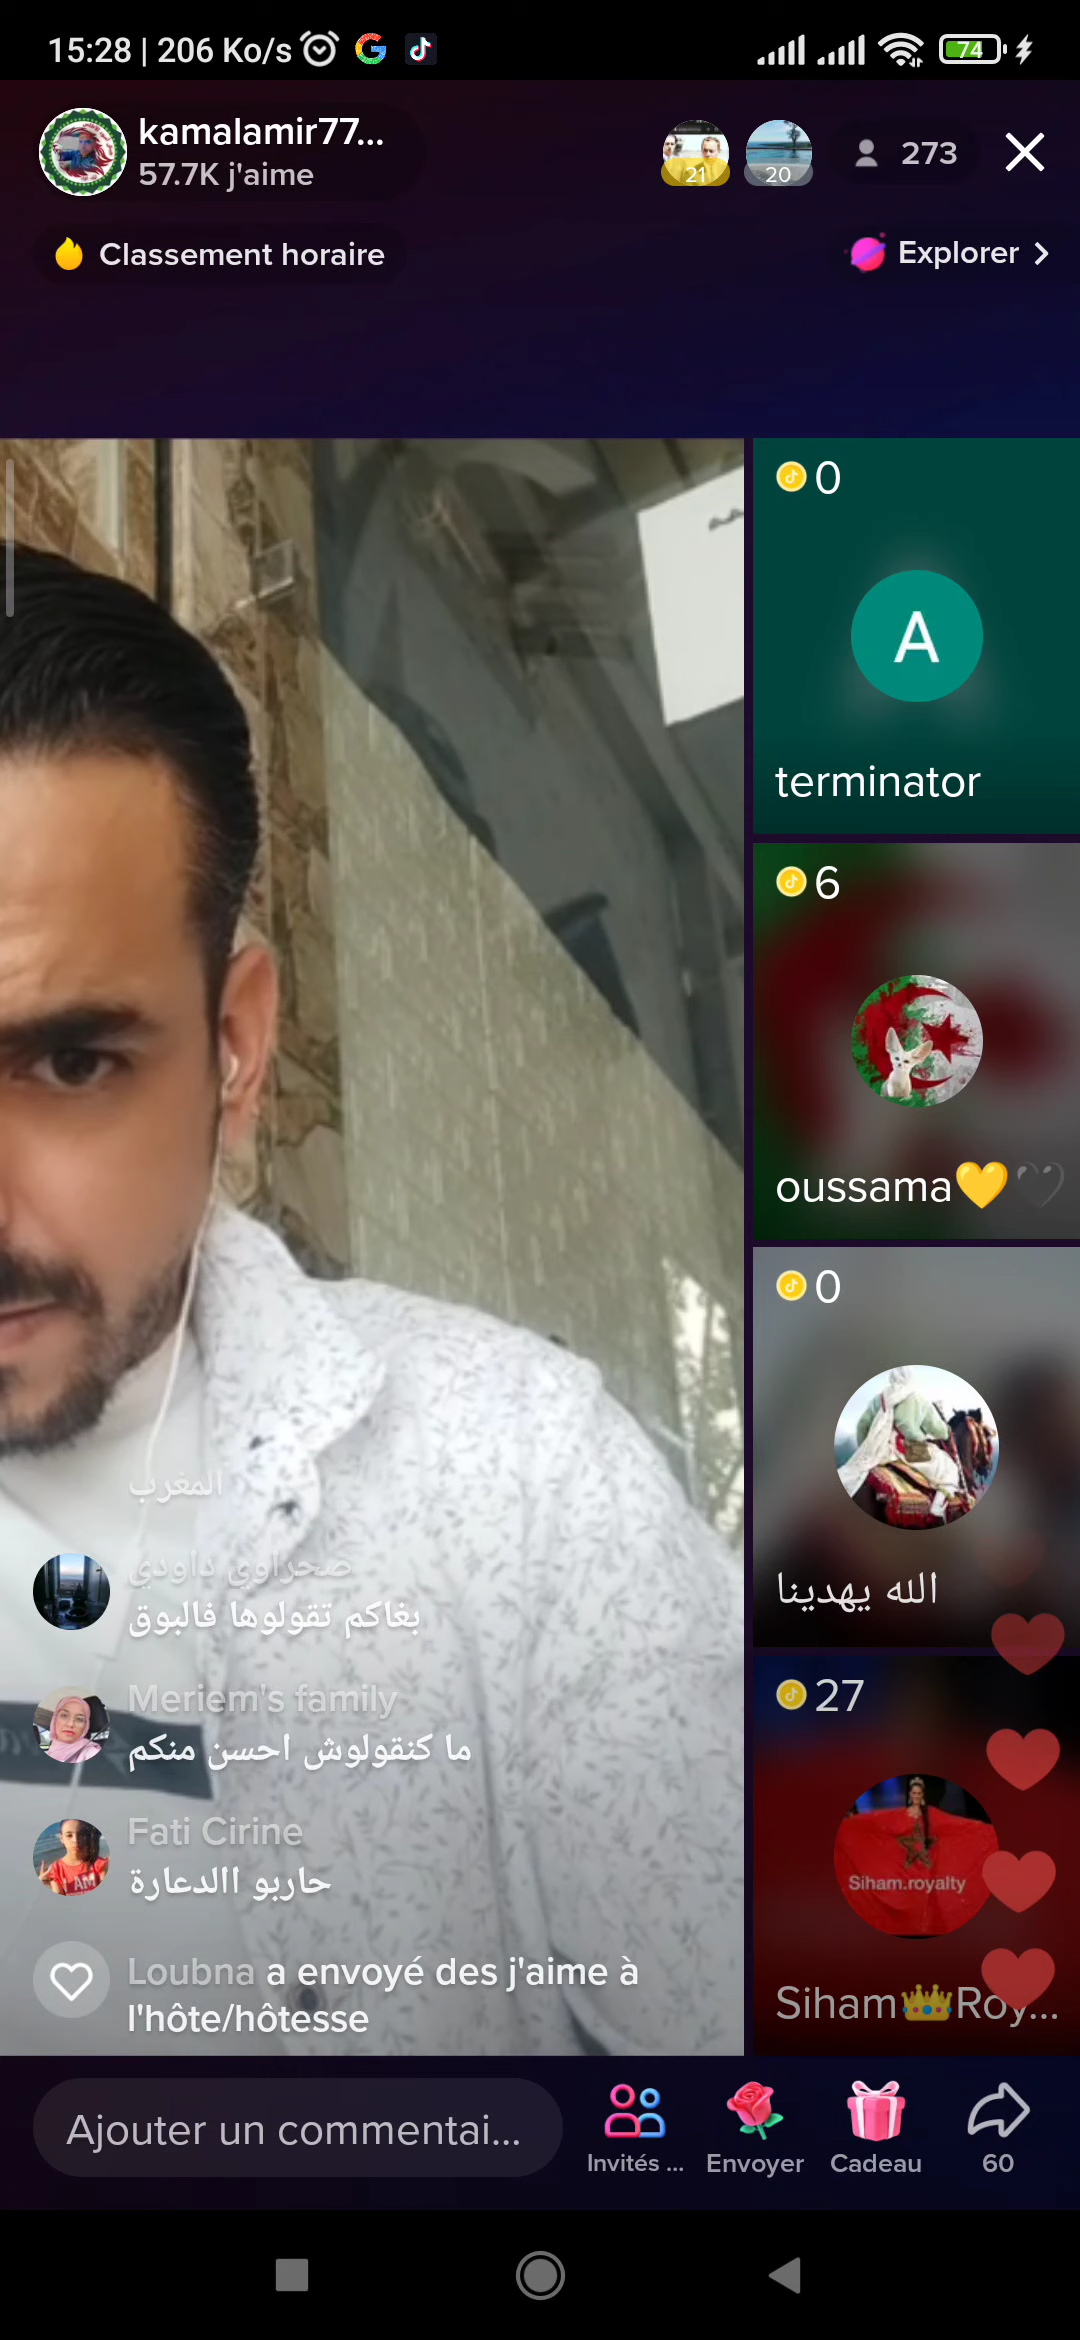 15:28 | 206 Ko/s
74
kamalamir77...
57.7K j'aime
21
20
273
Classement horaire
Explorer
0
terminator
6
oussama💛🖤
0
الله يهدينا
27
Siham.royalty
Siham👑Roy...
المغرب
صحراوي داودي
بغاكم تقولوها فالبوق
Meriem's family
ما كنقولوش احسن منكم
Fati Cirine
I AM
حاربو االدعارة
Loubna a envoyé des j'aime à
l'hôte/hôtesse
Ajouter un commentai...
Invités ...
Envoyer
Cadeau
60